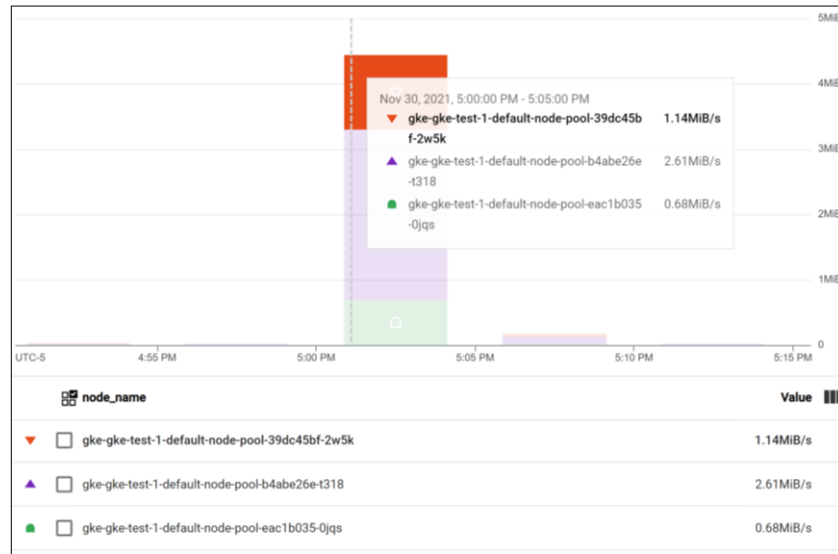 5MiB
4MiB
Nov 30, 2021, 5:00:00 PM - 5:05:00 PM
gke-gke-test-1-default-node-pool-39dc45b 1.14MiB/s
f-2w5k
3MiB
gke-gke-test-1-default-node-pool-b4abe26e 2.61MiB/s
-t318
gke-gke-test-1-default-node-pool-eac1b035 0.68MiB/s
-0jqs
2MiB
1MiB
0
UTC-5 4:55 PM 5:00 PM 5:05 PM 5:10 PM 5:15 PM
node_name Value
gke-gke-test-1-default-node-pool-39dc45bf-2w5k 1.14MiB/s
gke-gke-test-1-default-node-pool-b4abe26e-t318 2.61MiB/s
gke-gke-test-1-default-node-pool-eac1b035-0jqs 0.68MiB/s